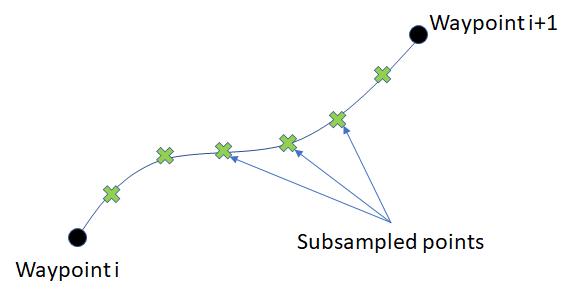 Waypoint i+1
Subsampled points
Waypoint i